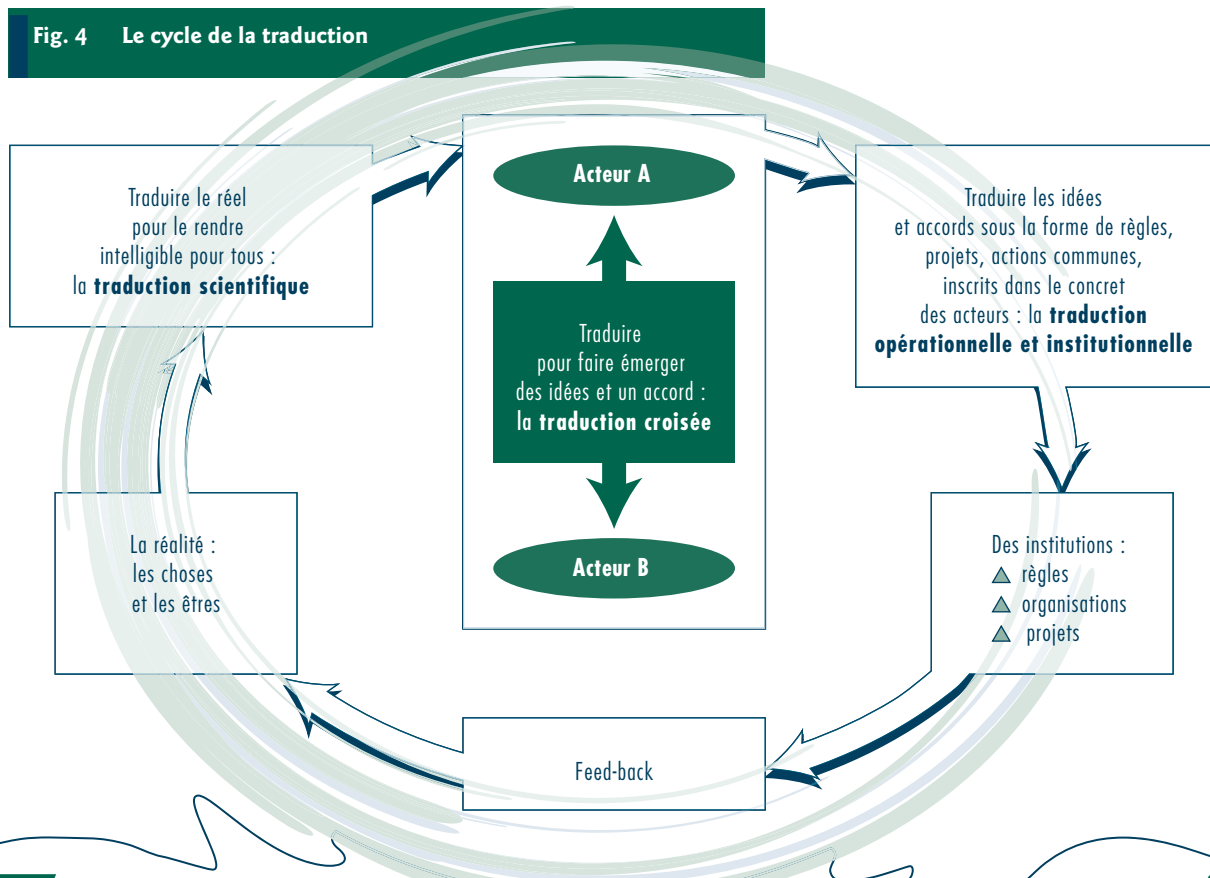 Fig. 4 Le cycle de la traduction
Traduire le réel
pour le rendre
intelligible pour tous :
la traduction scientifique
Acteur A
Traduire
pour faire émerger
des idées et un accord :
la traduction croisée
Acteur B
Traduire les idées
et accords sous la forme de règles,
projets, actions communes,
inscrits dans le concret
des acteurs : la traduction
opérationnelle et institutionnelle
La réalité :
les choses
et les êtres
Des institutions :
règles
organisations
projets
Feed-back